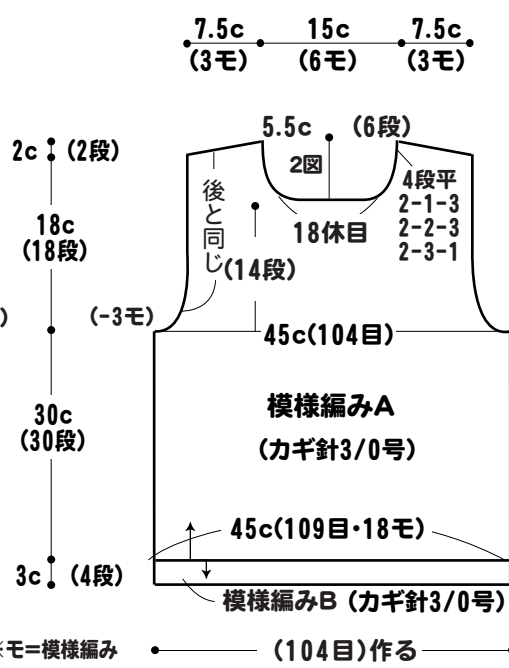 7.5c 15c 7.5c
(3モ) (6モ) (3モ)
5.5c (6段)
2図
2c (2段)
4段平
2-1-3
2-2-3
2-3-1
後と同じ
18休目
18c
(18段)
(14段)
)
(-3モ)
45c(104目)
30c
(30段)
模様編みA
(カギ針3/0号)
45c(109目・18モ)
3c (4段)
模様編みB (カギ針3/0号)
※モ=模様編み
(104目)作る